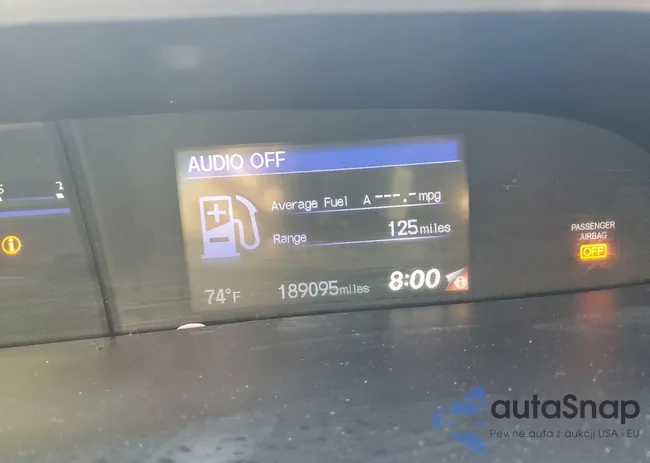 AUDIO OFF
Average Fuel A ---.- mpg
Range 125 miles
74°F 189095 miles 8:00
PASSENGER
AIRBAG
OFF
autaSnap
Pewne auta z aukcji USA i EU